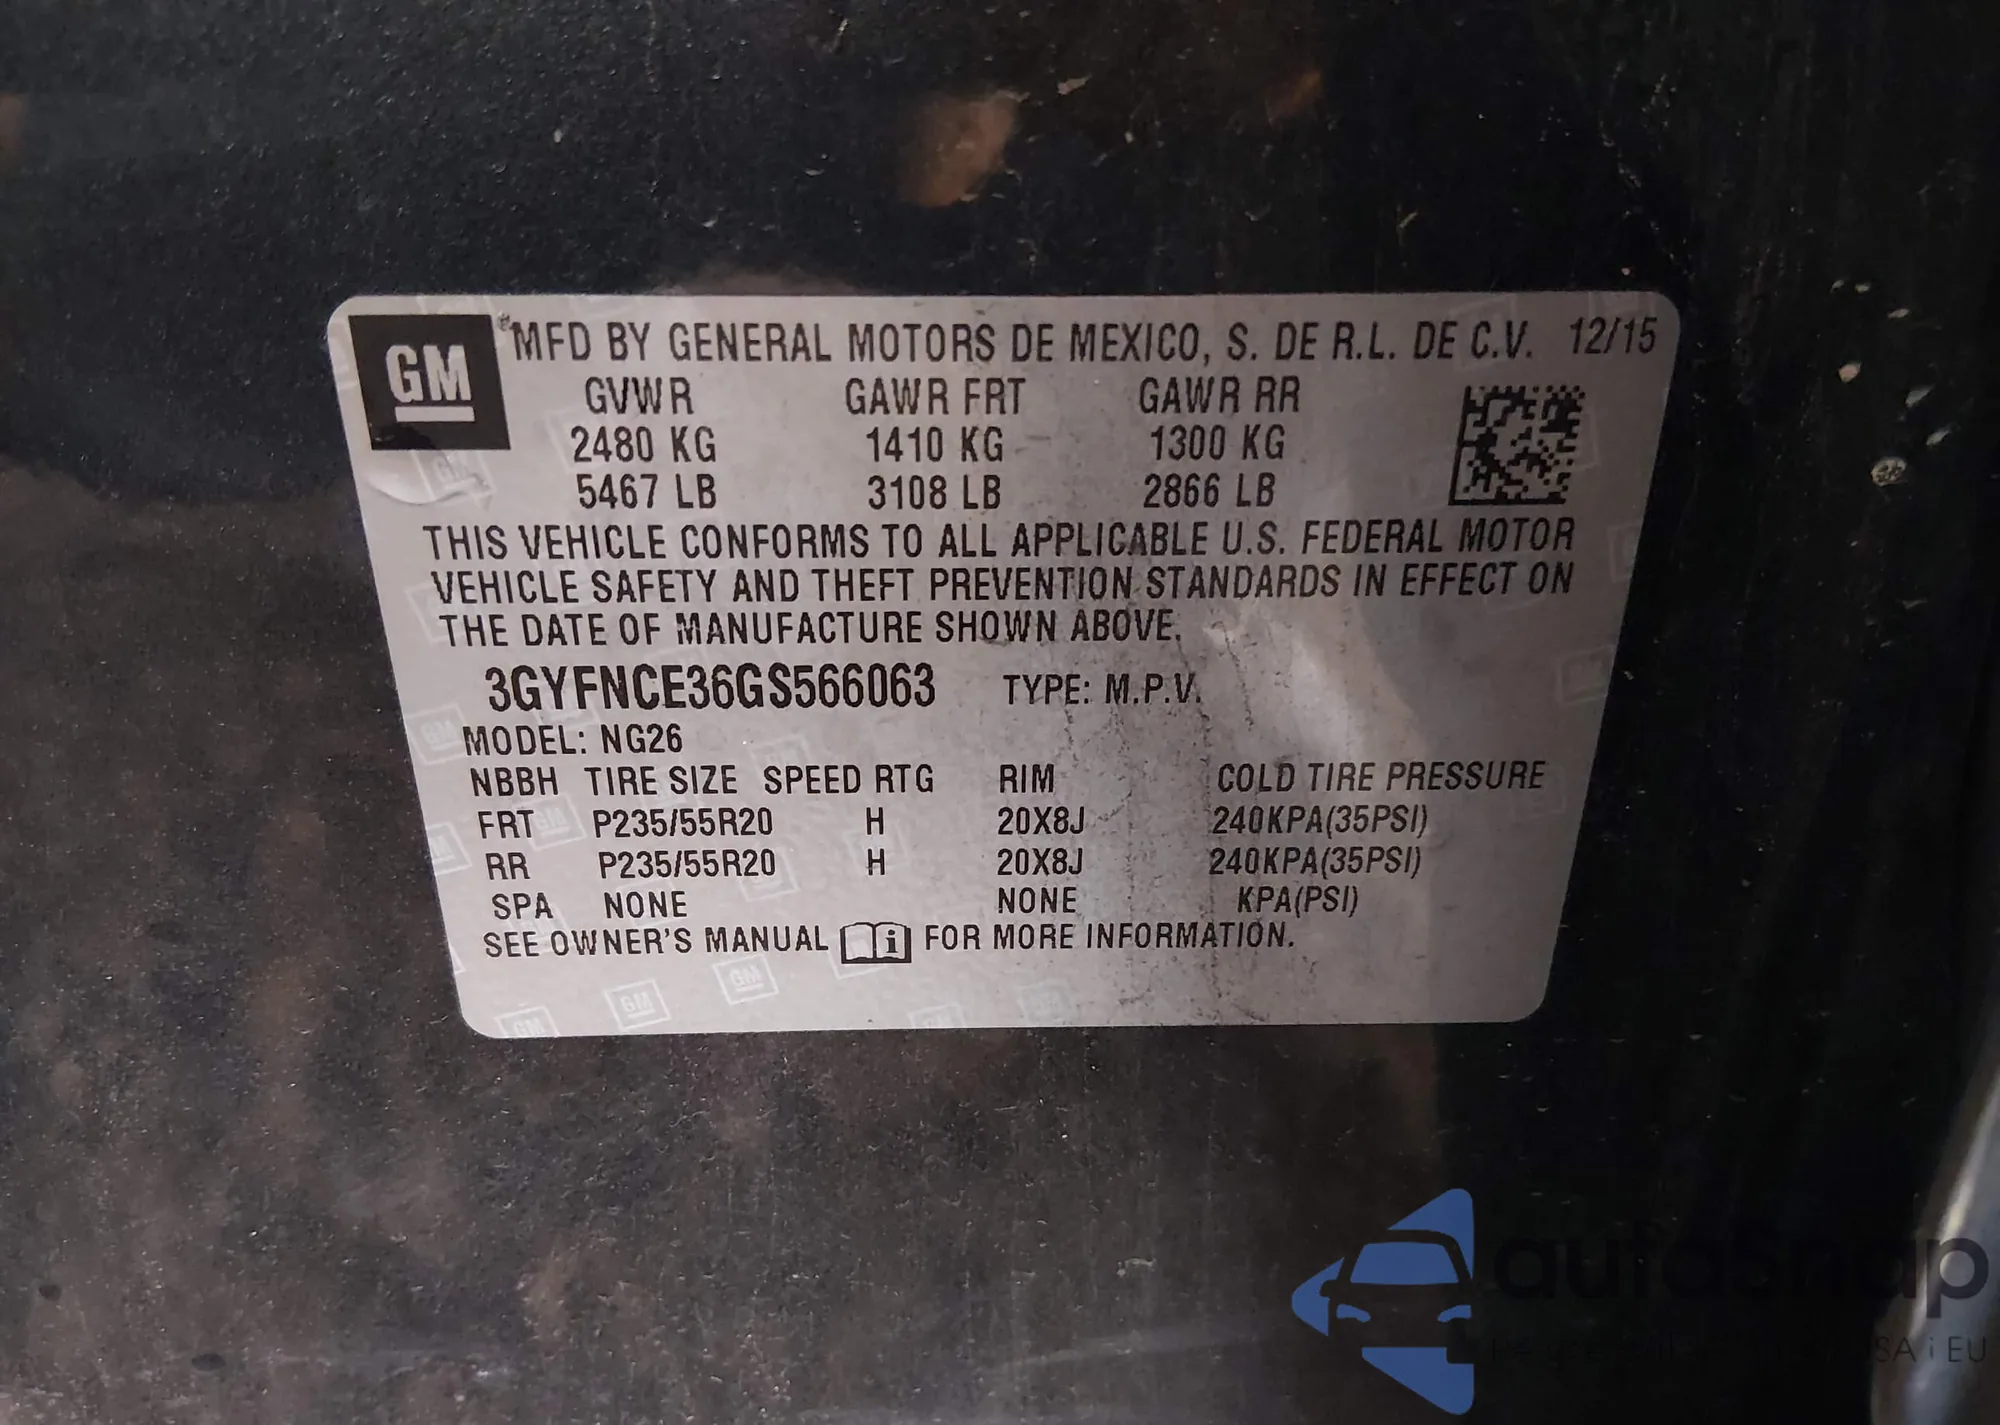 GM
MFD BY GENERAL MOTORS DE MEXICO, S. DE R.L. DE C.V. 12/15
GVWR GAWR FRT GAWR RR
2480 KG 1410 KG 1300 KG
5467 LB 3108 LB 2866 LB
THIS VEHICLE CONFORMS TO ALL APPLICABLE U.S. FEDERAL MOTOR
VEHICLE SAFETY AND THEFT PREVENTION STANDARDS IN EFFECT ON
THE DATE OF MANUFACTURE SHOWN ABOVE.
3GYFNCE36GS566063 TYPE: M.P.V.
MODEL: NG26
NBBH TIRE SIZE SPEED RTG RIM COLD TIRE PRESSURE
FRT P235/55R20 H 20X8J 240KPA(35PSI)
RR P235/55R20 H 20X8J 240KPA(35PSI)
SPA NONE NONE KPA(PSI)
SEE OWNER'S MANUAL FOR MORE INFORMATION.
autosnap
USA i EU